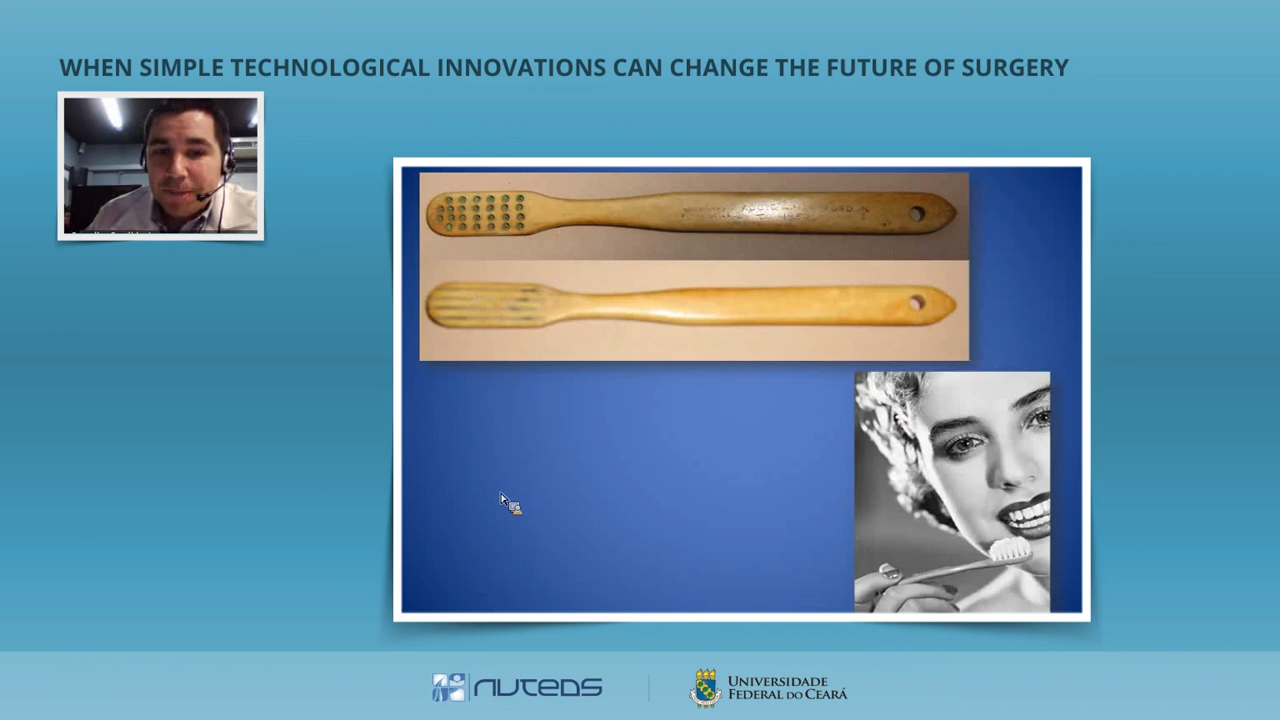 WHEN SIMPLE TECHNOLOGICAL INNOVATIONS CAN CHANGE THE FUTURE OF SURGERY
NUTEDS
UNIVERSIDADE
FEDERAL DO CEARÁ